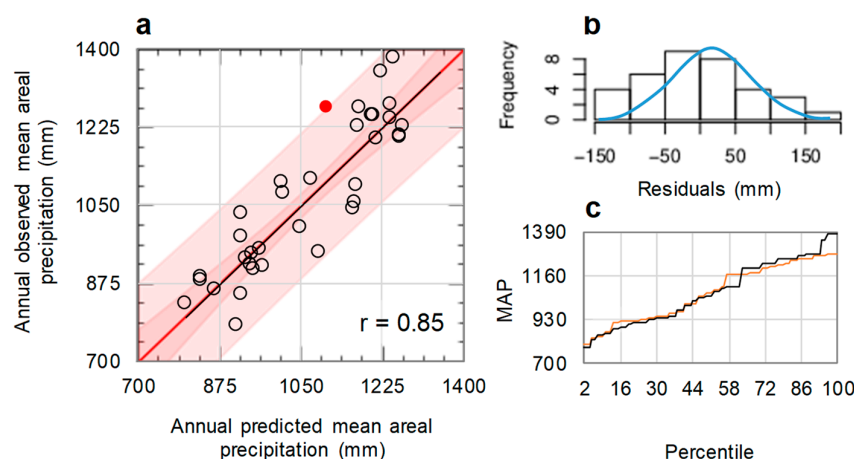 a
1400
1225
1050
875
700
Annual observed mean areal
precipitation (mm)
r = 0.85
700 875 1050 1225 1400
Annual predicted mean areal
precipitation (mm)
b
Frequency
8
4
0
-150 -50 50 150
Residuals (mm)
c
MAP
1390
1160
930
700
2 16 30 44 58 72 86 100
Percentile